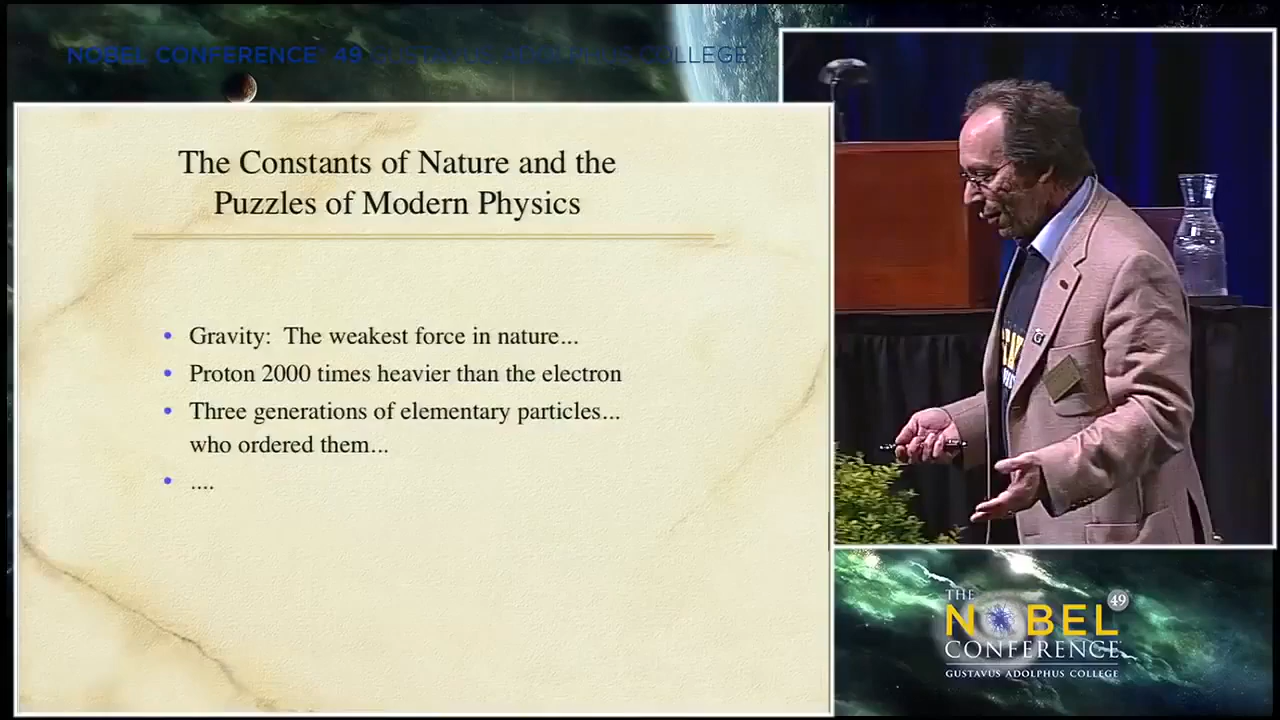 NOBEL CONFERENCE 49 GUSTAVUS ADOLPHUS COLLEGE
The Constants of Nature and the
Puzzles of Modern Physics
• Gravity: The weakest force in nature...
• Proton 2000 times heavier than the electron
• Three generations of elementary particles...
who ordered them...
• ....
G
THE
NOBEL 49
CONFERENCE
GUSTAVUS ADOLPHUS COLLEGE